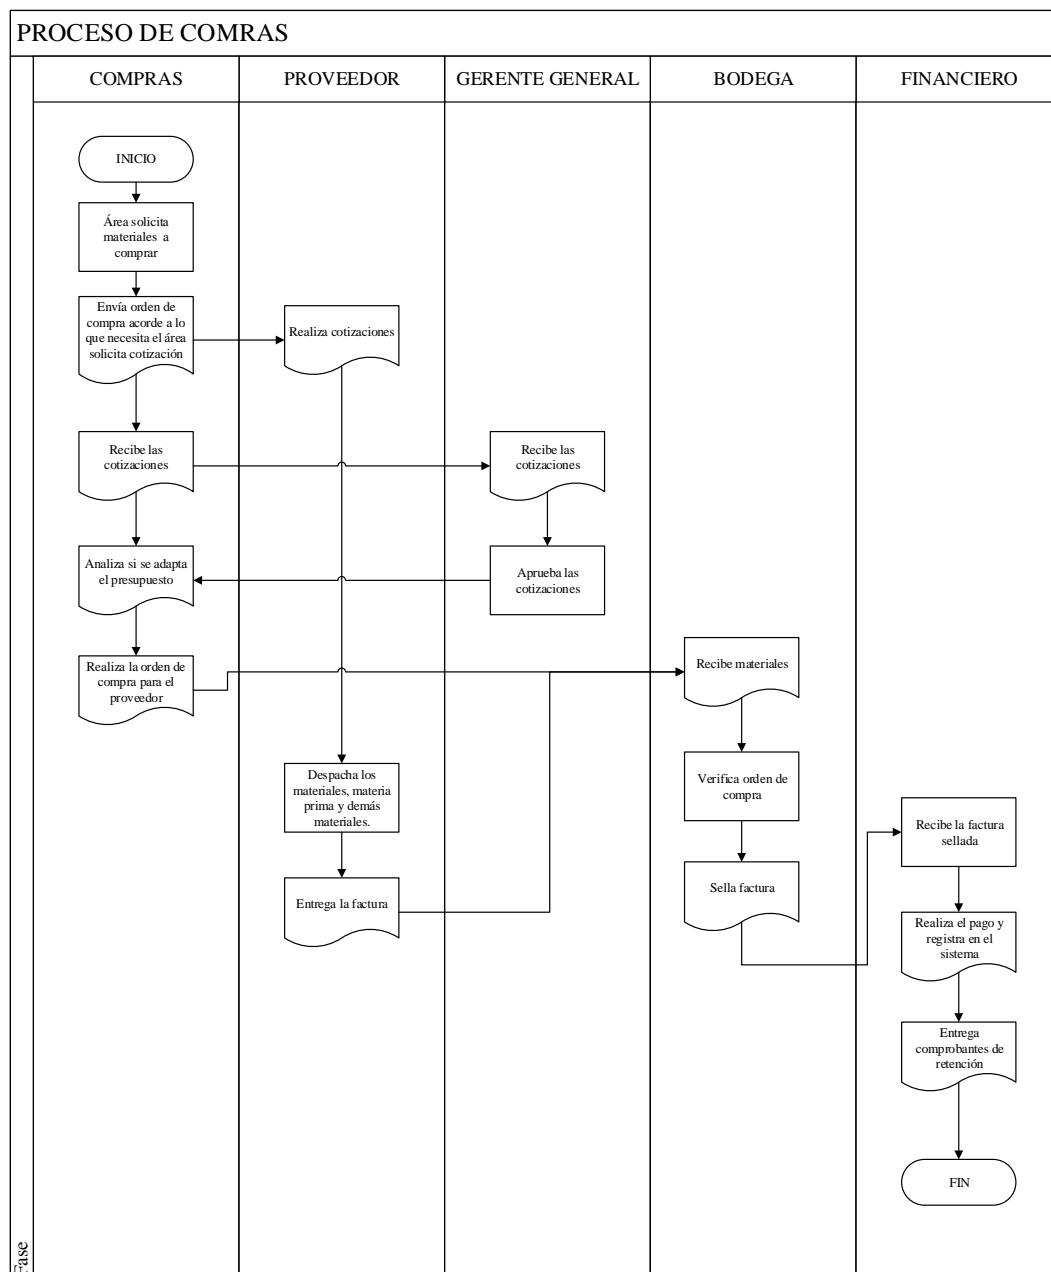 PROCESO DE COMRAS
COMPRAS
PROVEEDOR
GERENTE GENERAL
BODEGA
FINANCIERO
INICIO
Área solicita
materiales a
comprar
Envía orden de
compra acorde a lo
que necesita el área
solicita cotización
Realiza cotizaciones
Recibe las
cotizaciones
Recibe las
cotizaciones
Analiza si se adapta
el presupuesto
Aprueba las
cotizaciones
Realiza la orden de
compra para el
proveedor
Recibe materiales
Despacha los
materiales, materia
prima y demás
materiales.
Verifica orden de
compra
Recibe la factura
sellada
Entrega la factura
Sella factura
Realiza el pago y
registra en el
sistema
Entrega
comprobantes de
retención
FIN
Fase